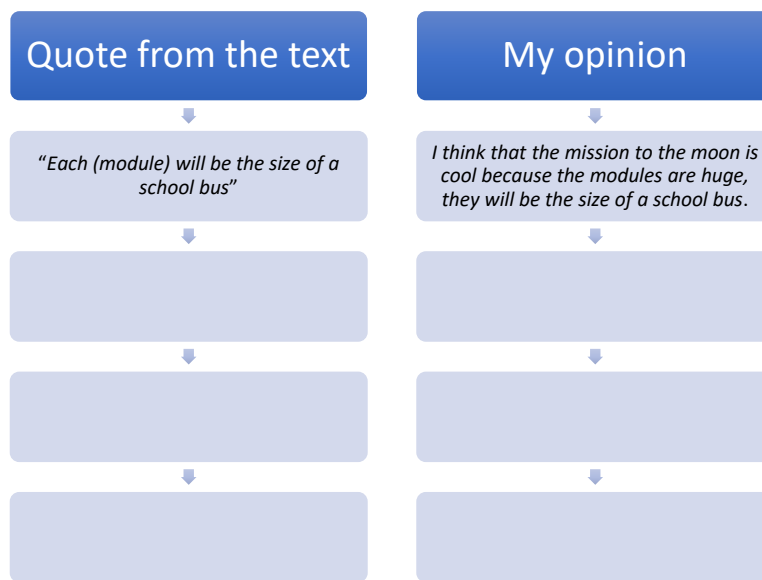 Quote from the text
My opinion
“Each (module) will be the size of a
school bus”
I think that the mission to the moon is
cool because the modules are huge,
they will be the size of a school bus.